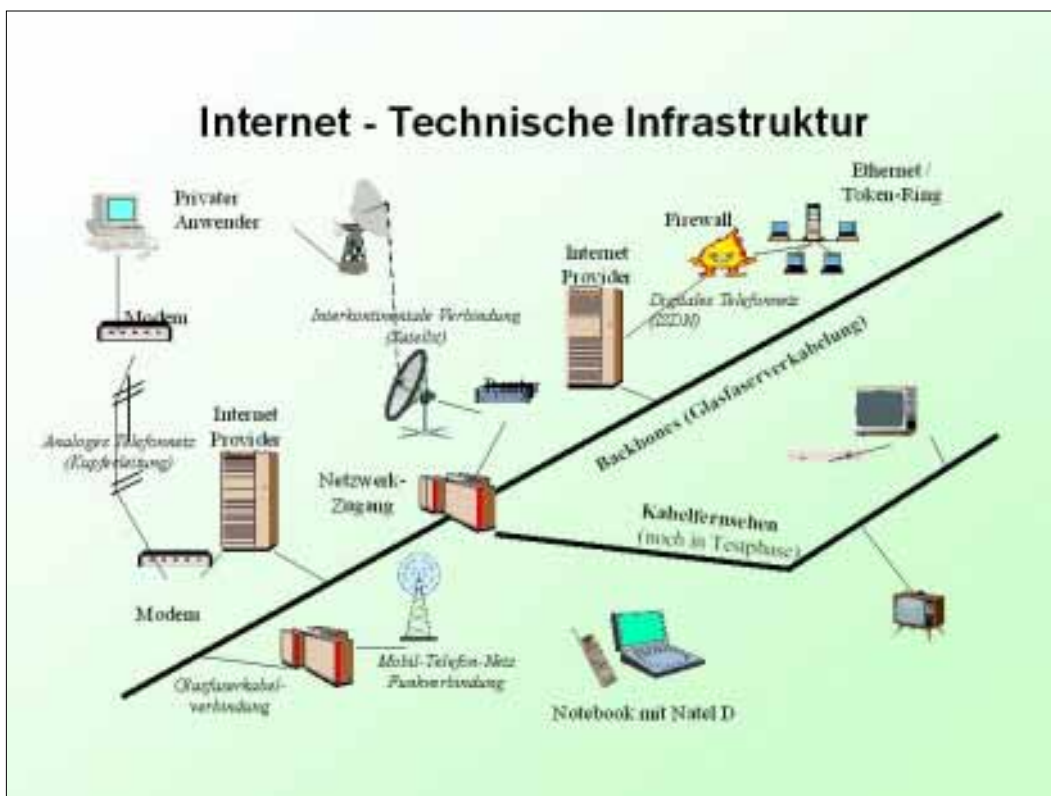 Internet - Technische Infrastruktur
Privater
Anwender
Ethernet /
Token-Ring
Firewall
Internet
Provider
Digitales Telefonnetz
(ISDN)
Modem
Interkontinentale Verbindung
(Satellit)
Router
Backbones (Glasfaserverkabelung)
Analoges Telefonnetz
(Kupferleitung)
Internet
Provider
Netzwerk-
Zugang
Kabelfernsehen
(noch in Testphase)
Modem
Glasfaserkabel-
verbindung
Mobil-Telefon-Netz
Funkverbindung
Notebook mit Natel D